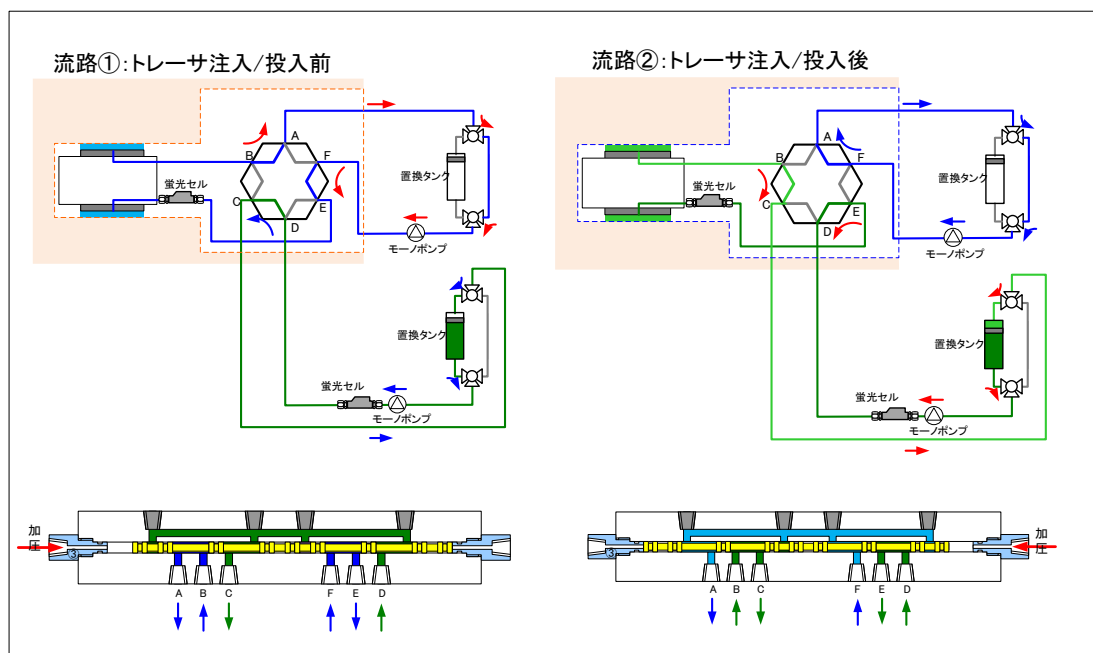 流路①:トレーサ注入/投入前
A
B
F
C
E
D
蛍光セル
置換タンク
モーノポンプ
置換タンク
蛍光セル
モーノポンプ
流路②:トレーサ注入/投入後
A
B
F
C
E
D
蛍光セル
置換タンク
モーノポンプ
置換タンク
蛍光セル
モーノポンプ
加
圧
3
A
B
C
F
E
D
加
圧
3
A
B
C
F
E
D